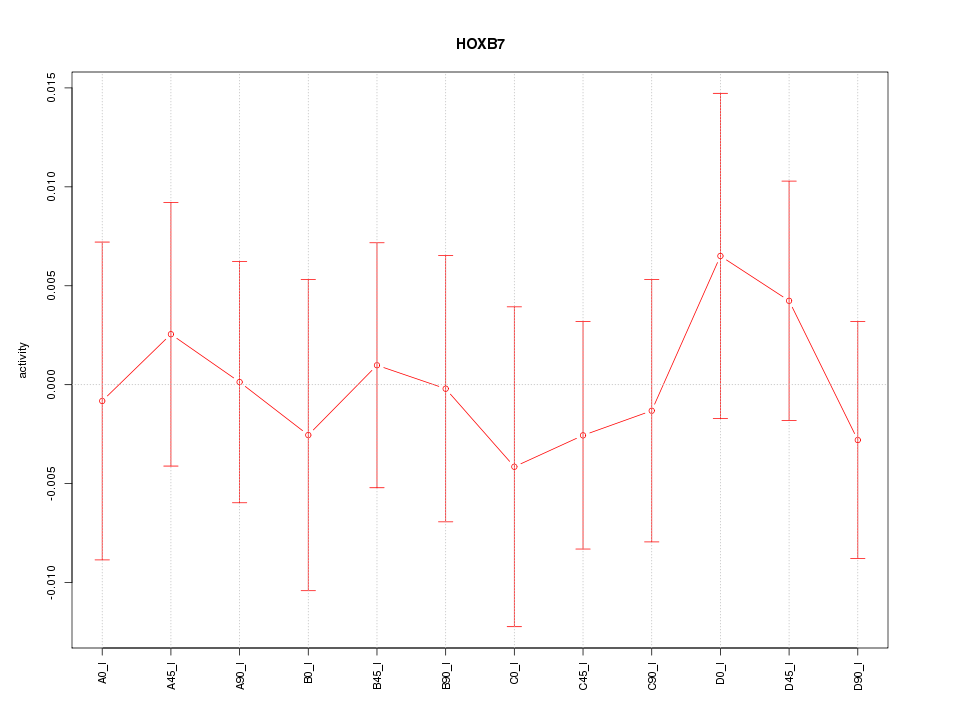 HOXB7
activity
0.015
0.010
0.005
0.000
-0.005
-0.010
A0_I
A45_I
A90_I
B0_I
B45_I
B90_I
C0_I
C45_I
C90_I
D0_I
D45_I
D90_I